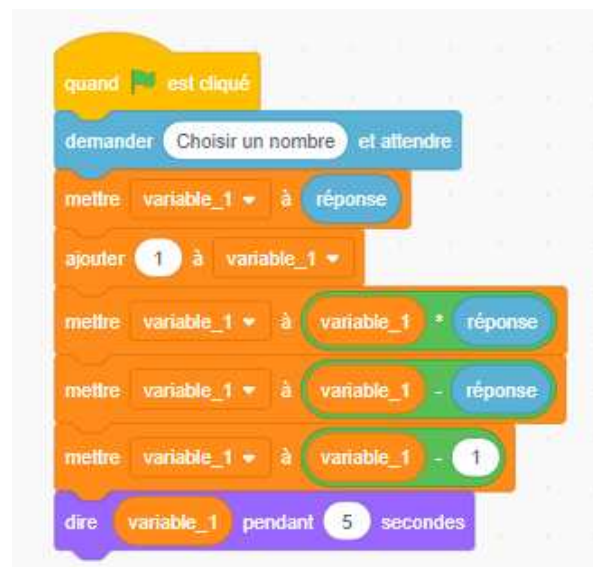 quand est cliqué
demander Choisir un nombre et attendre
mettre variable_1 à réponse
ajouter 1 à variable_1
mettre variable_1 à variable_1 * réponse
mettre variable_1 à variable_1 - réponse
mettre variable_1 à variable_1 - 1
dire variable_1 pendant 5 secondes